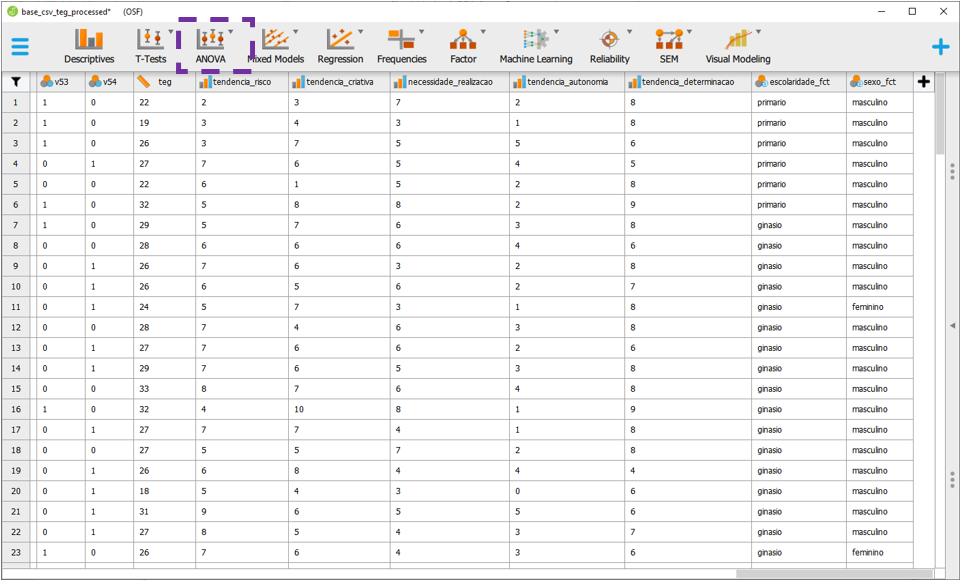 base_csv_teg_processed* (OSF)
Descriptives T-Tests ANOVA Mixed Models Regression Frequencies Factor Machine Learning Reliability SEM Visual Modeling
v53 v54 teg tendencia_risco tendencia_criativa necessidade_realizacao tendencia_autonomia tendencia_determinacao escolaridade_fct sexo_fct
1 1 0 22 2 3 7 2 8 primario masculino
2 1 0 19 3 4 3 1 8 primario masculino
3 1 0 26 3 7 5 5 6 primario masculino
4 0 1 27 7 6 5 4 5 primario masculino
5 0 0 22 6 1 5 2 8 primario masculino
6 1 0 32 5 8 8 2 9 primario masculino
7 1 0 29 5 7 6 3 8 ginasio masculino
8 0 0 28 6 6 6 4 6 ginasio masculino
9 0 1 26 7 6 3 2 8 ginasio masculino
10 0 1 26 6 5 6 2 7 ginasio masculino
11 0 1 24 5 7 3 1 8 ginasio feminino
12 0 0 28 7 4 6 3 8 ginasio masculino
13 0 1 27 7 6 6 2 6 ginasio masculino
14 0 1 29 7 6 5 3 8 ginasio masculino
15 0 0 33 8 7 6 4 8 ginasio masculino
16 1 0 32 4 10 8 1 9 ginasio masculino
17 0 1 27 7 7 4 1 8 ginasio masculino
18 0 0 27 5 5 7 2 8 ginasio masculino
19 0 1 26 6 8 4 4 4 ginasio masculino
20 0 1 18 5 4 3 0 6 ginasio masculino
21 0 1 31 9 6 5 5 6 ginasio masculino
22 0 1 27 8 5 4 3 7 ginasio masculino
23 1 0 26 7 6 4 3 6 ginasio feminino